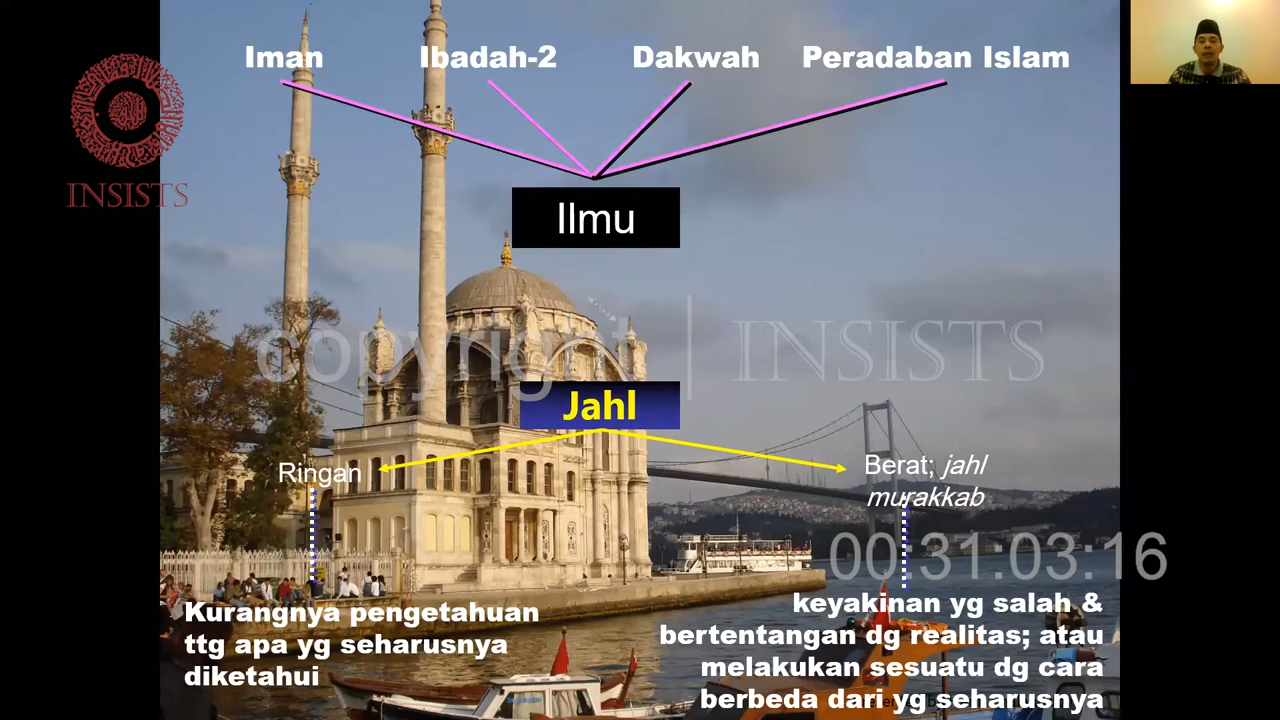 Iman Ibadah-2 Dakwah Peradaban Islam
INSISTS
Ilmu
copyright | INSISTS
Jahl
Ringan
Berat; jahl
murakkab
00:31.03:16
Kurangnya pengetahuan
ttg apa yg seharusnya
diketahui
keyakinan yg salah &
bertentangan dg realitas; atau
melakukan sesuatu dg cara
berbeda dari yg seharusnya